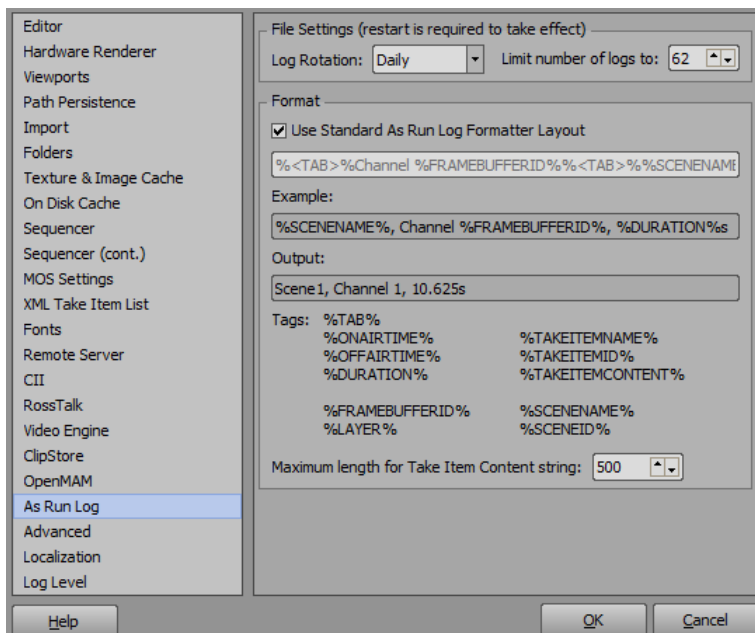 Editor
Hardware Renderer
Viewports
Path Persistence
Import
Folders
Texture & Image Cache
On Disk Cache
Sequencer
Sequencer (cont.)
MOS Settings
XML Take Item List
Fonts
Remote Server
CII
RossTalk
Video Engine
ClipStore
OpenMAM
As Run Log
Advanced
Localization
Log Level
File Settings (restart is required to take effect)
Log Rotation: Daily Limit number of logs to: 62
Format
Use Standard As Run Log Formatter Layout
%<TAB>%Channel %FRAMEBUFFERID%%<TAB>%%SCENENAME
Example:
%SCENENAME%, Channel %FRAMEBUFFERID%, %DURATION%s
Output:
Scene1, Channel 1, 10.625s
Tags: %TAB%
%ONAIRTIME% %TAKEITEMNAME%
%OFFAIRTIME% %TAKEITEMID%
%DURATION% %TAKEITEMCONTENT%
%FRAMEBUFFERID% %SCENENAME%
%LAYER% %SCENEID%
Maximum length for Take Item Content string: 500
Help OK Cancel